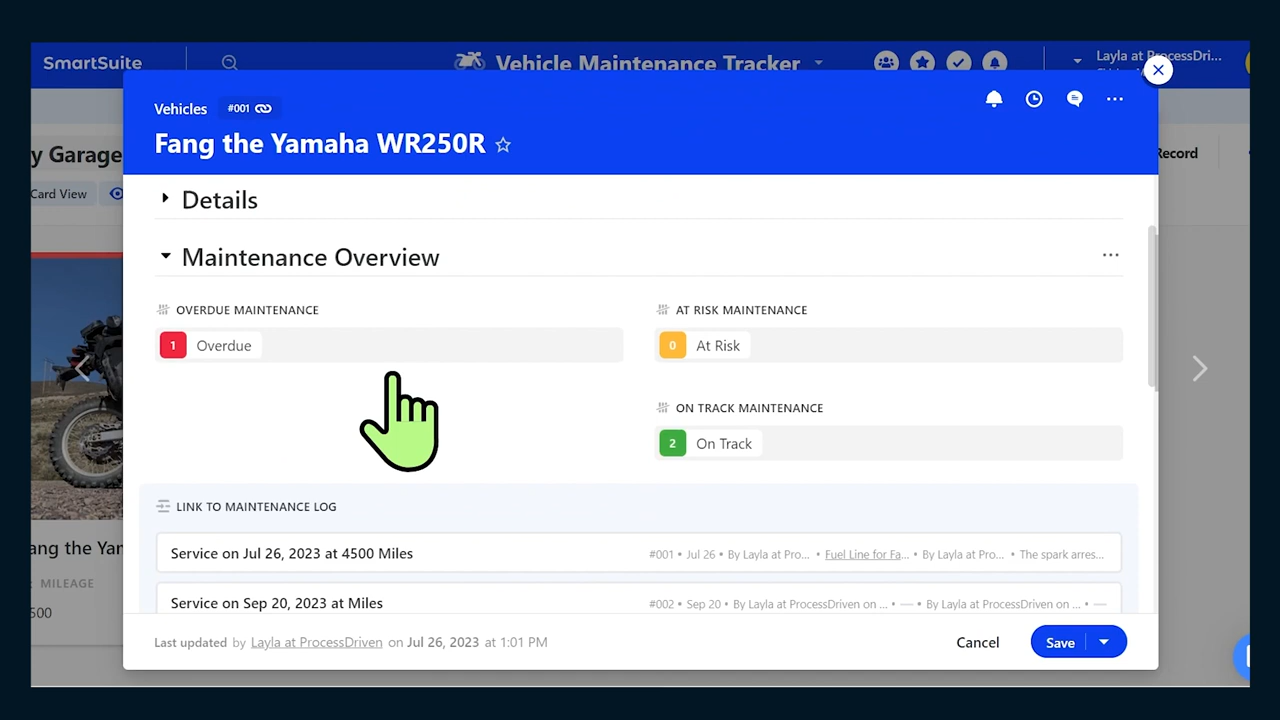 SmartSuite
Vehicle Maintenance Tracker
Layla at ProcessDri...
Vehicles #001
Fang the Yamaha WR250R
y Garage
Record
Card View
Details
Maintenance Overview
OVERDUE MAINTENANCE
1 Overdue
AT RISK MAINTENANCE
0 At Risk
ON TRACK MAINTENANCE
2 On Track
LINK TO MAINTENANCE LOG
Service on Jul 26, 2023 at 4500 Miles
#001 • Jul 26 • By Layla at Pro... • Fuel Line for Fa... • By Layla at Pro... • The spark arres...
Service on Sep 20, 2023 at Miles
#002 • Sep 20 • By Layla at ProcessDriven on ... • — • By Layla at ProcessDriven on ... • —
ang the Yar
MILEAGE
500
Last updated by Layla at ProcessDriven on Jul 26, 2023 at 1:01 PM
Cancel
Save